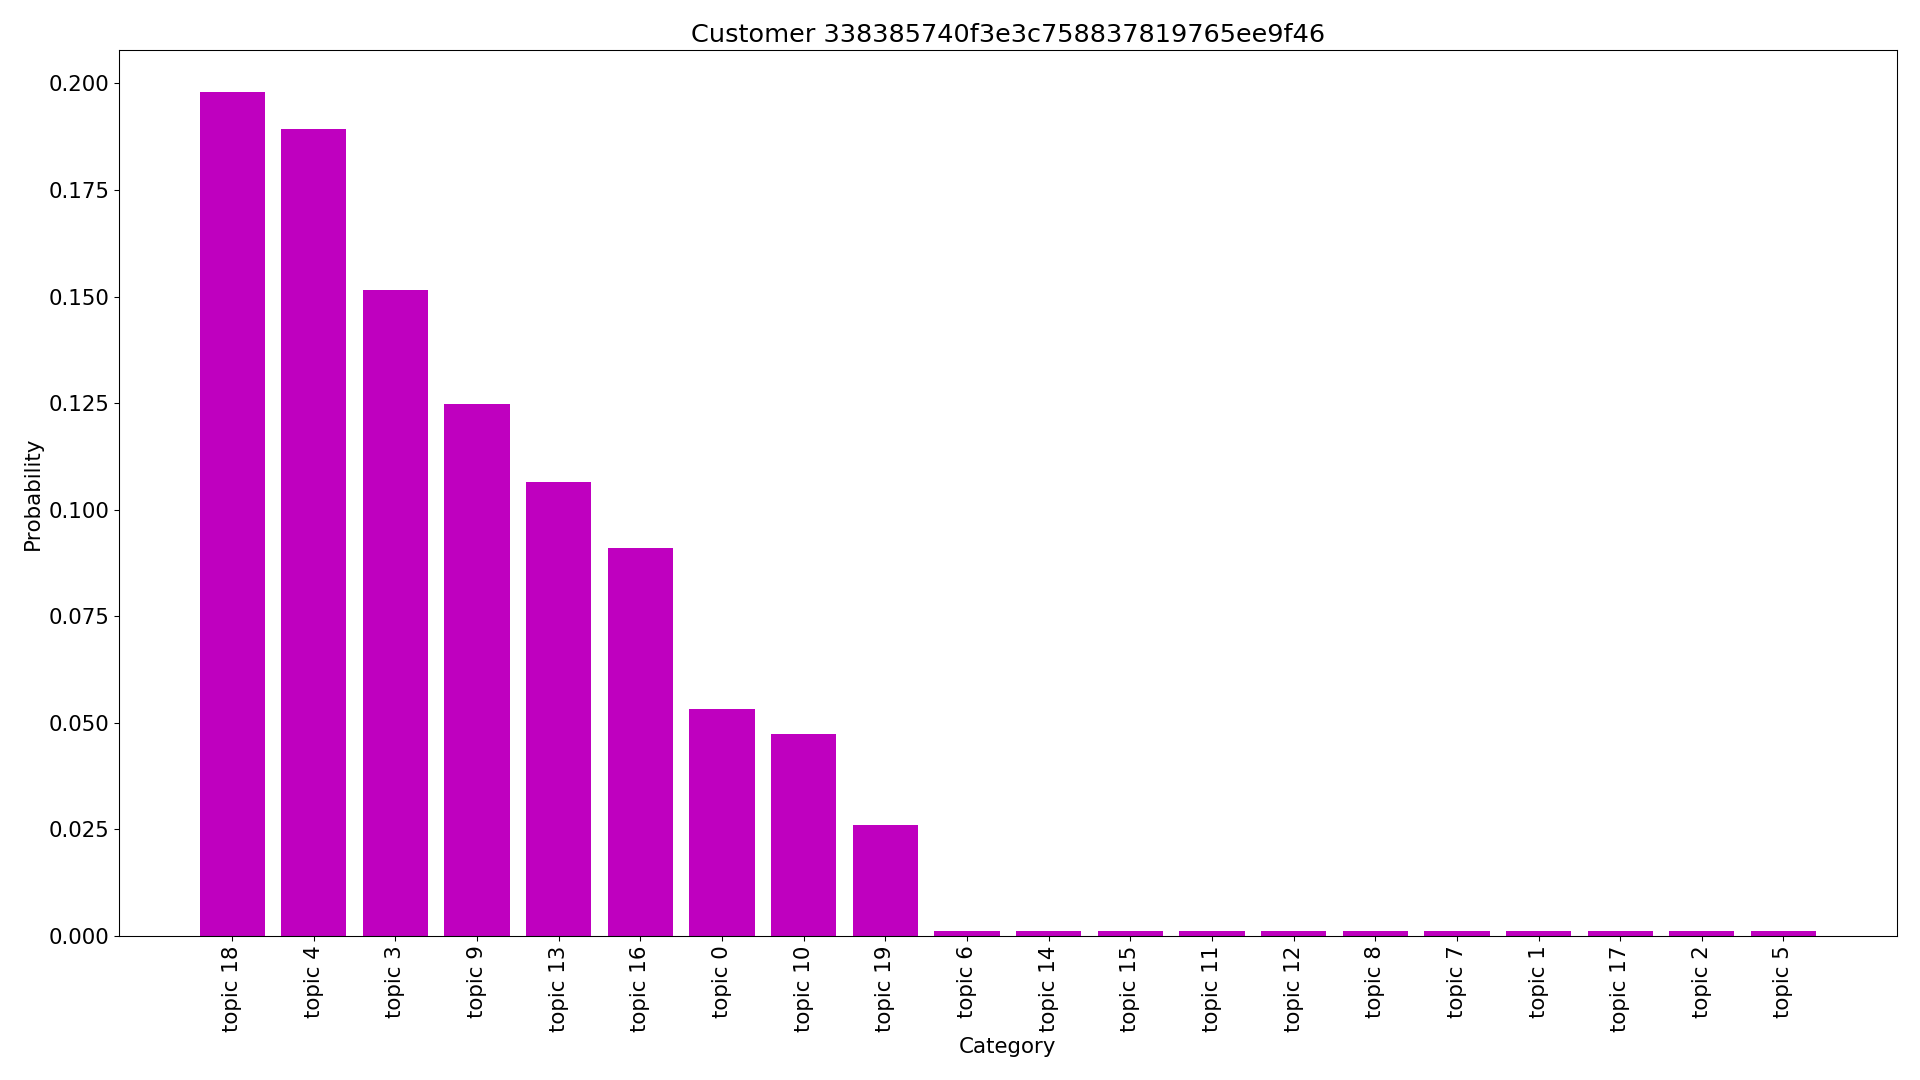 Customer 338385740f3e3c758837819765ee9f46
0.200
0.175
0.150
0.125
0.100
0.075
0.050
0.025
0.000
Probability
topic 18
topic 4
topic 3
topic 9
topic 13
topic 16
topic 0
topic 10
topic 19
topic 6
topic 14
topic 15
topic 11
topic 12
topic 8
topic 7
topic 1
topic 17
topic 2
topic 5
Category